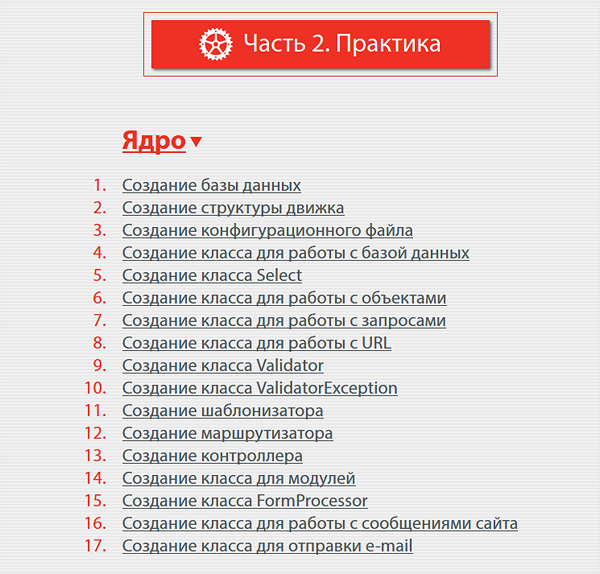 Часть 2. Практика
Ядро
1. Создание базы данных
2. Создание структуры движка
3. Создание конфигурационного файла
4. Создание класса для работы с базой данных
5. Создание класса Select
6. Создание класса для работы с объектами
7. Создание класса для работы с запросами
8. Создание класса для работы с URL
9. Создание класса Validator
10. Создание класса ValidatorException
11. Создание шаблонизатора
12. Создание маршрутизатора
13. Создание контроллера
14. Создание класса для модулей
15. Создание класса FormProcessor
16. Создание класса для работы с сообщениями сайта
17. Создание класса для отправки e-mail